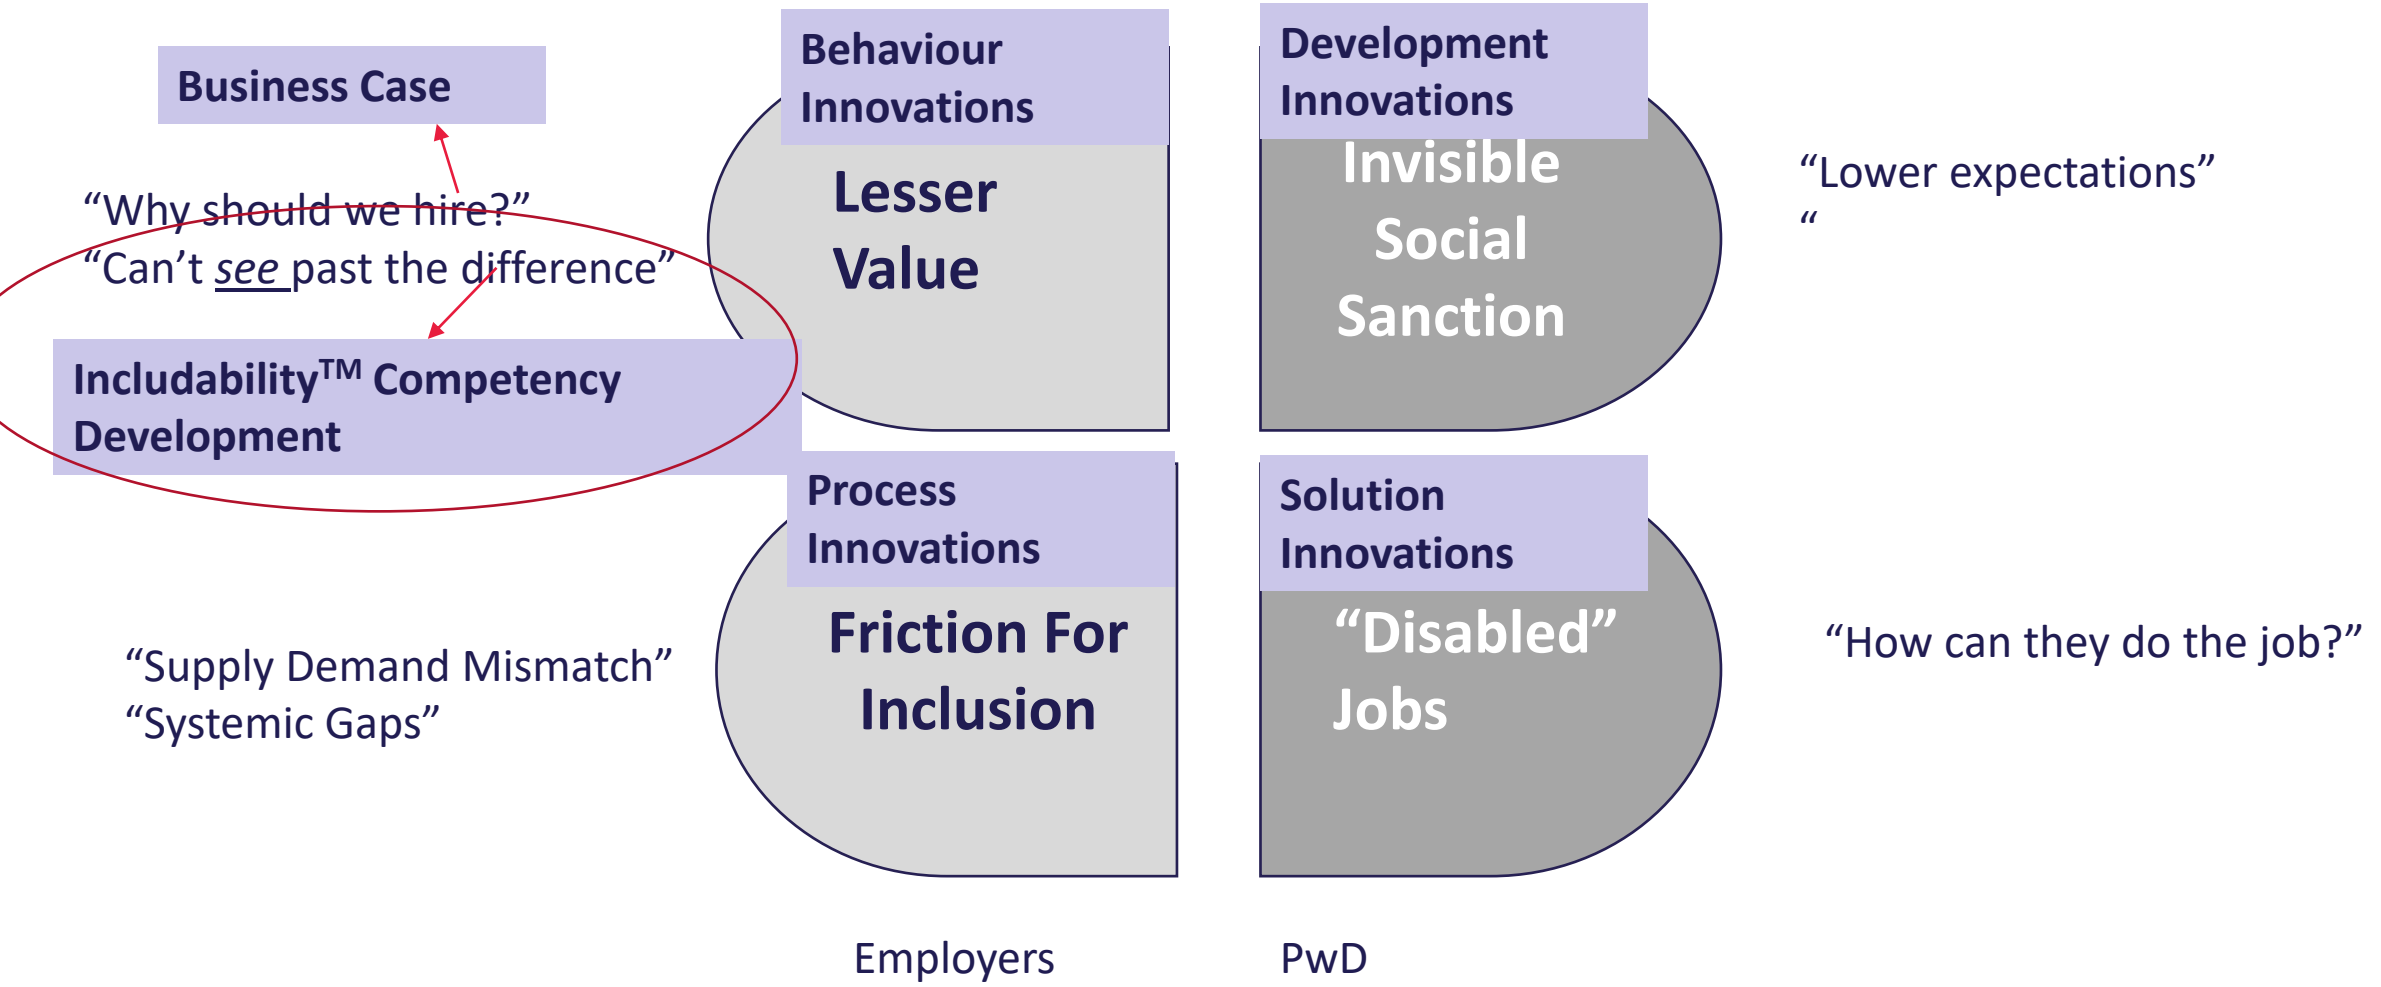 Business Case
“Why should we hire?”
“Can’t see past the difference”
Includability™ Competency
Development
Behaviour
Innovations
Lesser
Value
Development
Innovations
Invisible
Social
Sanction
“Lower expectations”
“
“Supply Demand Mismatch”
“Systemic Gaps”
Process
Innovations
Friction For
Inclusion
Solution
Innovations
“Disabled”
Jobs
“How can they do the job?”
Employers
PwD